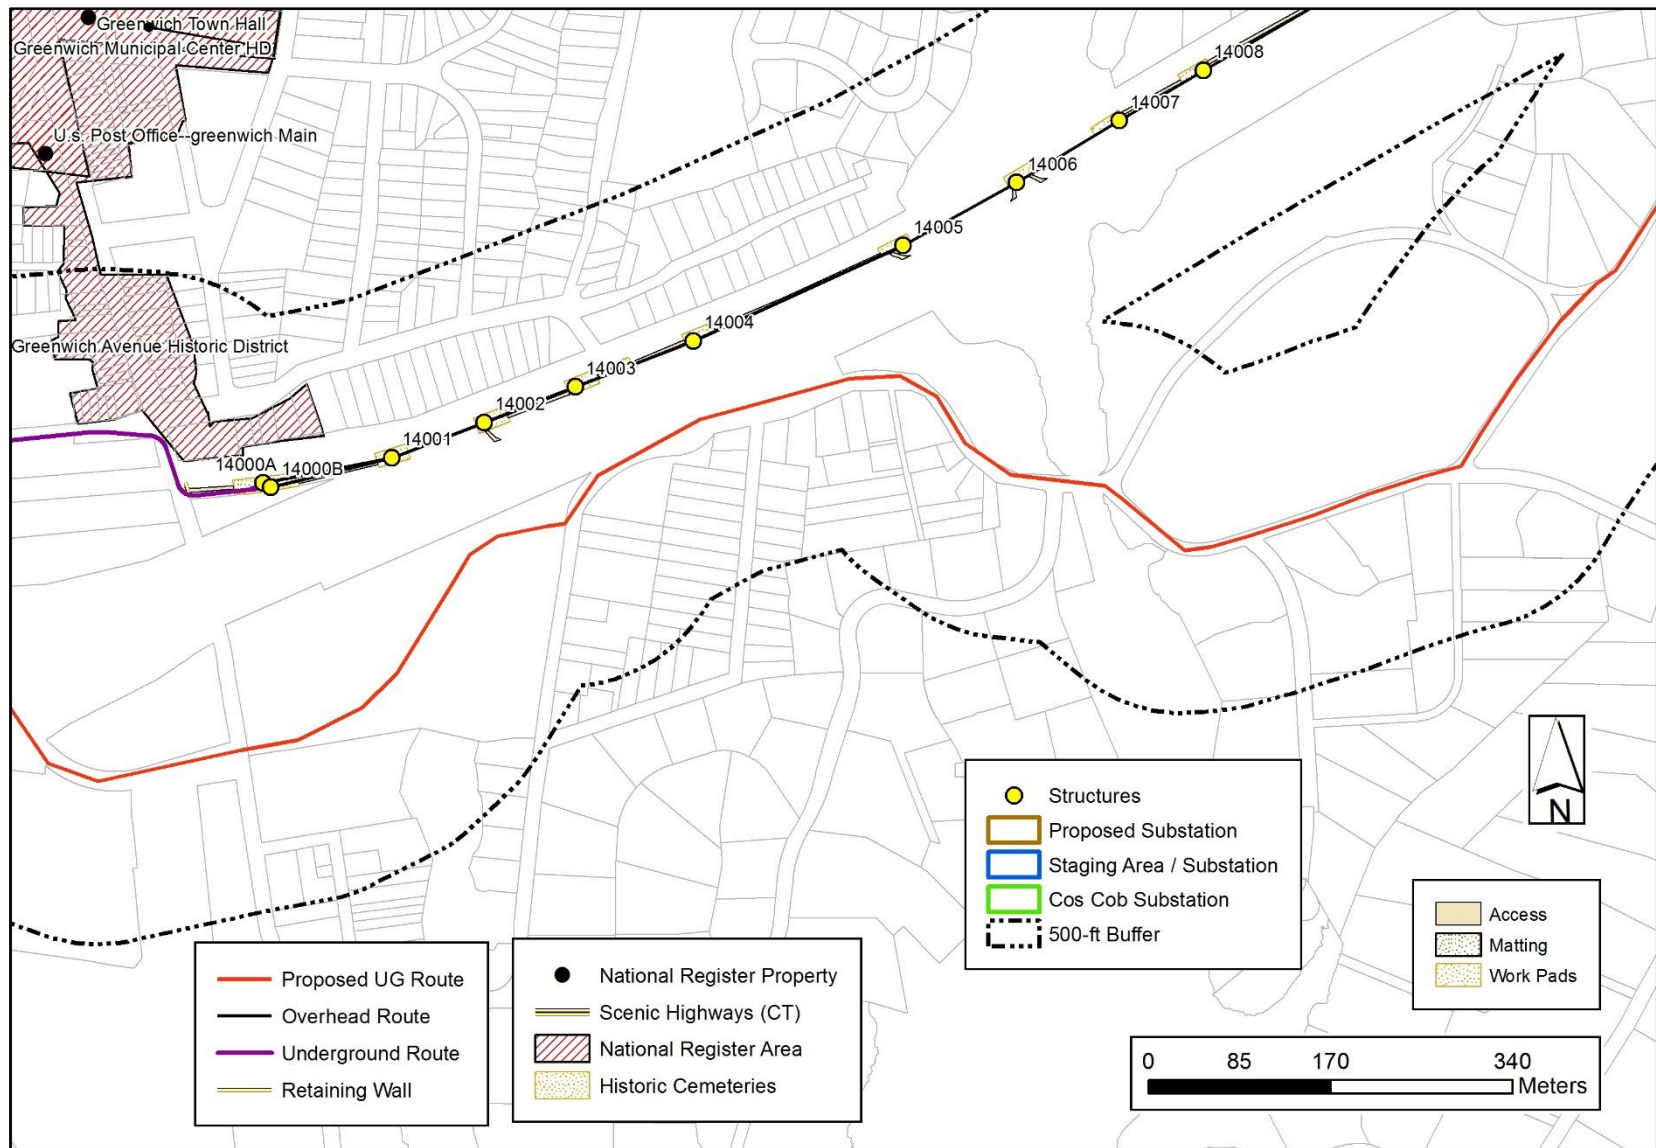 Greenwich Town Hall
Greenwich Municipal Center HD
U.s. Post Office--greenwich Main
Greenwich Avenue Historic District
14008
14007
14006
14005
14004
14003
14002
14001
14000A
14000B
Structures
Proposed Substation
Staging Area / Substation
Cos Cob Substation
500-ft Buffer
N
Access
Matting
Work Pads
Proposed UG Route
Overhead Route
Underground Route
Retaining Wall
National Register Property
Scenic Highways (CT)
National Register Area
Historic Cemeteries
0 85 170 340
Meters